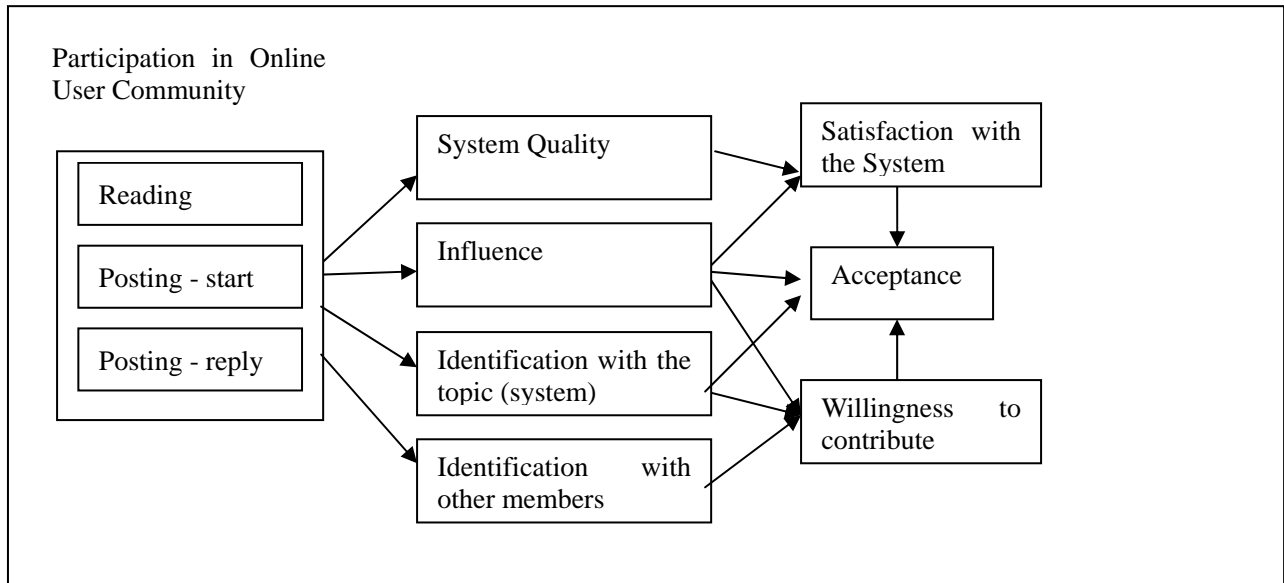 Participation in Online
User Community
Reading
Posting - start
Posting - reply
System Quality
Influence
Identification with the
topic (system)
Identification with
other members
Satisfaction with
the System
Acceptance
Willingness to
contribute